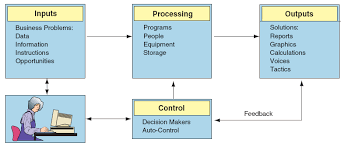 Inputs
Business Problems:
Data
Information
Instructions
Opportunities
Processing
Programs
People
Equipment
Storage
Outputs
Solutions:
Reports
Graphics
Calculations
Voices
Tactics
Control
Decision Makers
Auto-Control
Feedback